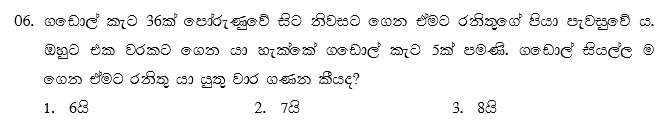 06. ගඩොල් කැට 36ක් පෝරුණුවේ සිට නිවසට ගෙන ඒමට රනිතුගේ පියා පැවසුවේ ය.
ඔහුට එක වරකට ගෙන යා හැක්කේ ගඩොල් කැට 5ක් පමණි. ගඩොල් සියල්ල ම
ගෙන ඒමට රනිතු යා යුතු වාර ගණන කීයද?
1. 6යි 2. 7යි 3. 8යි